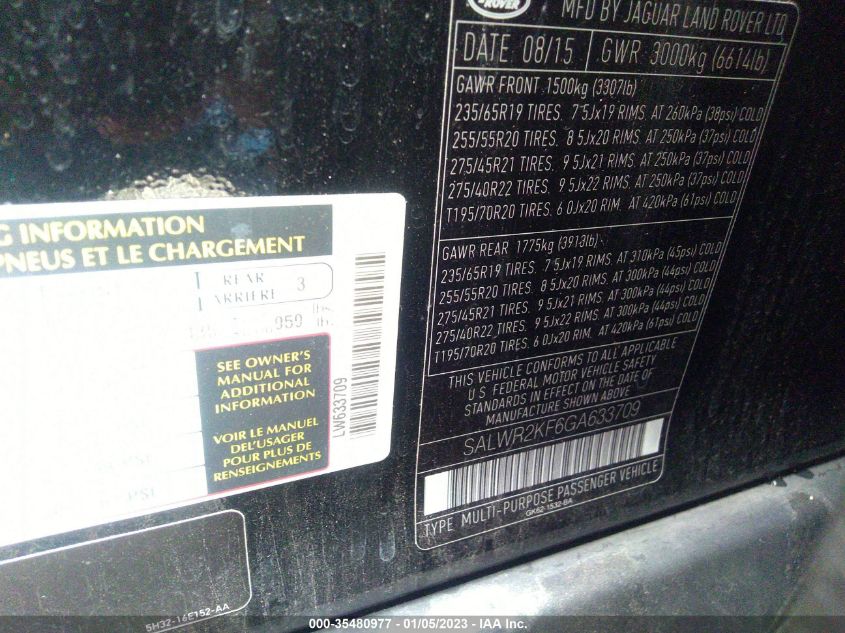 ROVER
MFD BY JAGUAR LAND ROVER LTD
DATE 08/15 GWR 3000kg (6614lb)
GAWR FRONT 1500kg (3307lb)
235/65R19 TIRES. 7 5Jx19 RIMS. AT 260kPa (38psi) COLD
255/55R20 TIRES. 8 5Jx20 RIMS. AT 250kPa (37psi) COLD
275/45R21 TIRES. 9 5Jx21 RIMS. AT 250kPa (37psi) COLD
275/40R22 TIRES. 9 5Jx22 RIMS. AT 250kPa (37psi) COLD
T195/70R20 TIRES. 6 0Jx20 RIM. AT 420kPa (61psi) COLD
GAWR REAR 1775kg (3913lb)
235/65R19 TIRES. 7 5Jx19 RIMS. AT 310kPa (45psi) COLD
255/55R20 TIRES. 8 5Jx20 RIMS. AT 300kPa (44psi) COLD
275/45R21 TIRES. 9 5Jx21 RIMS. AT 300kPa (44psi) COLD
275/40R22 TIRES. 9 5Jx22 RIMS. AT 300kPa (44psi) COLD
T195/70R20 TIRES. 6 0Jx20 RIM. AT 420kPa (61psi) COLD
THIS VEHICLE CONFORMS TO ALL APPLICABLE
U S FEDERAL MOTOR VEHICLE SAFETY
STANDARDS IN EFFECT ON THE DATE OF
MANUFACTURE SHOWN ABOVE
SALWR2KF6GA633709
TYPE MULTI-PURPOSE PASSENGER VEHICLE
GK62-1532-BA
G INFORMATION
PNEUS ET LE CHARGEMENT
REAR
ARRIERE 3
959
SEE OWNER'S
MANUAL FOR
ADDITIONAL
INFORMATION
VOIR LE MANUEL
DEL'USAGER
POUR PLUS DE
RENSEIGNEMENTS
PSI
LW633709
5H32-16E152-AA
000-35480977 - 01/05/2023 - IAAI.com